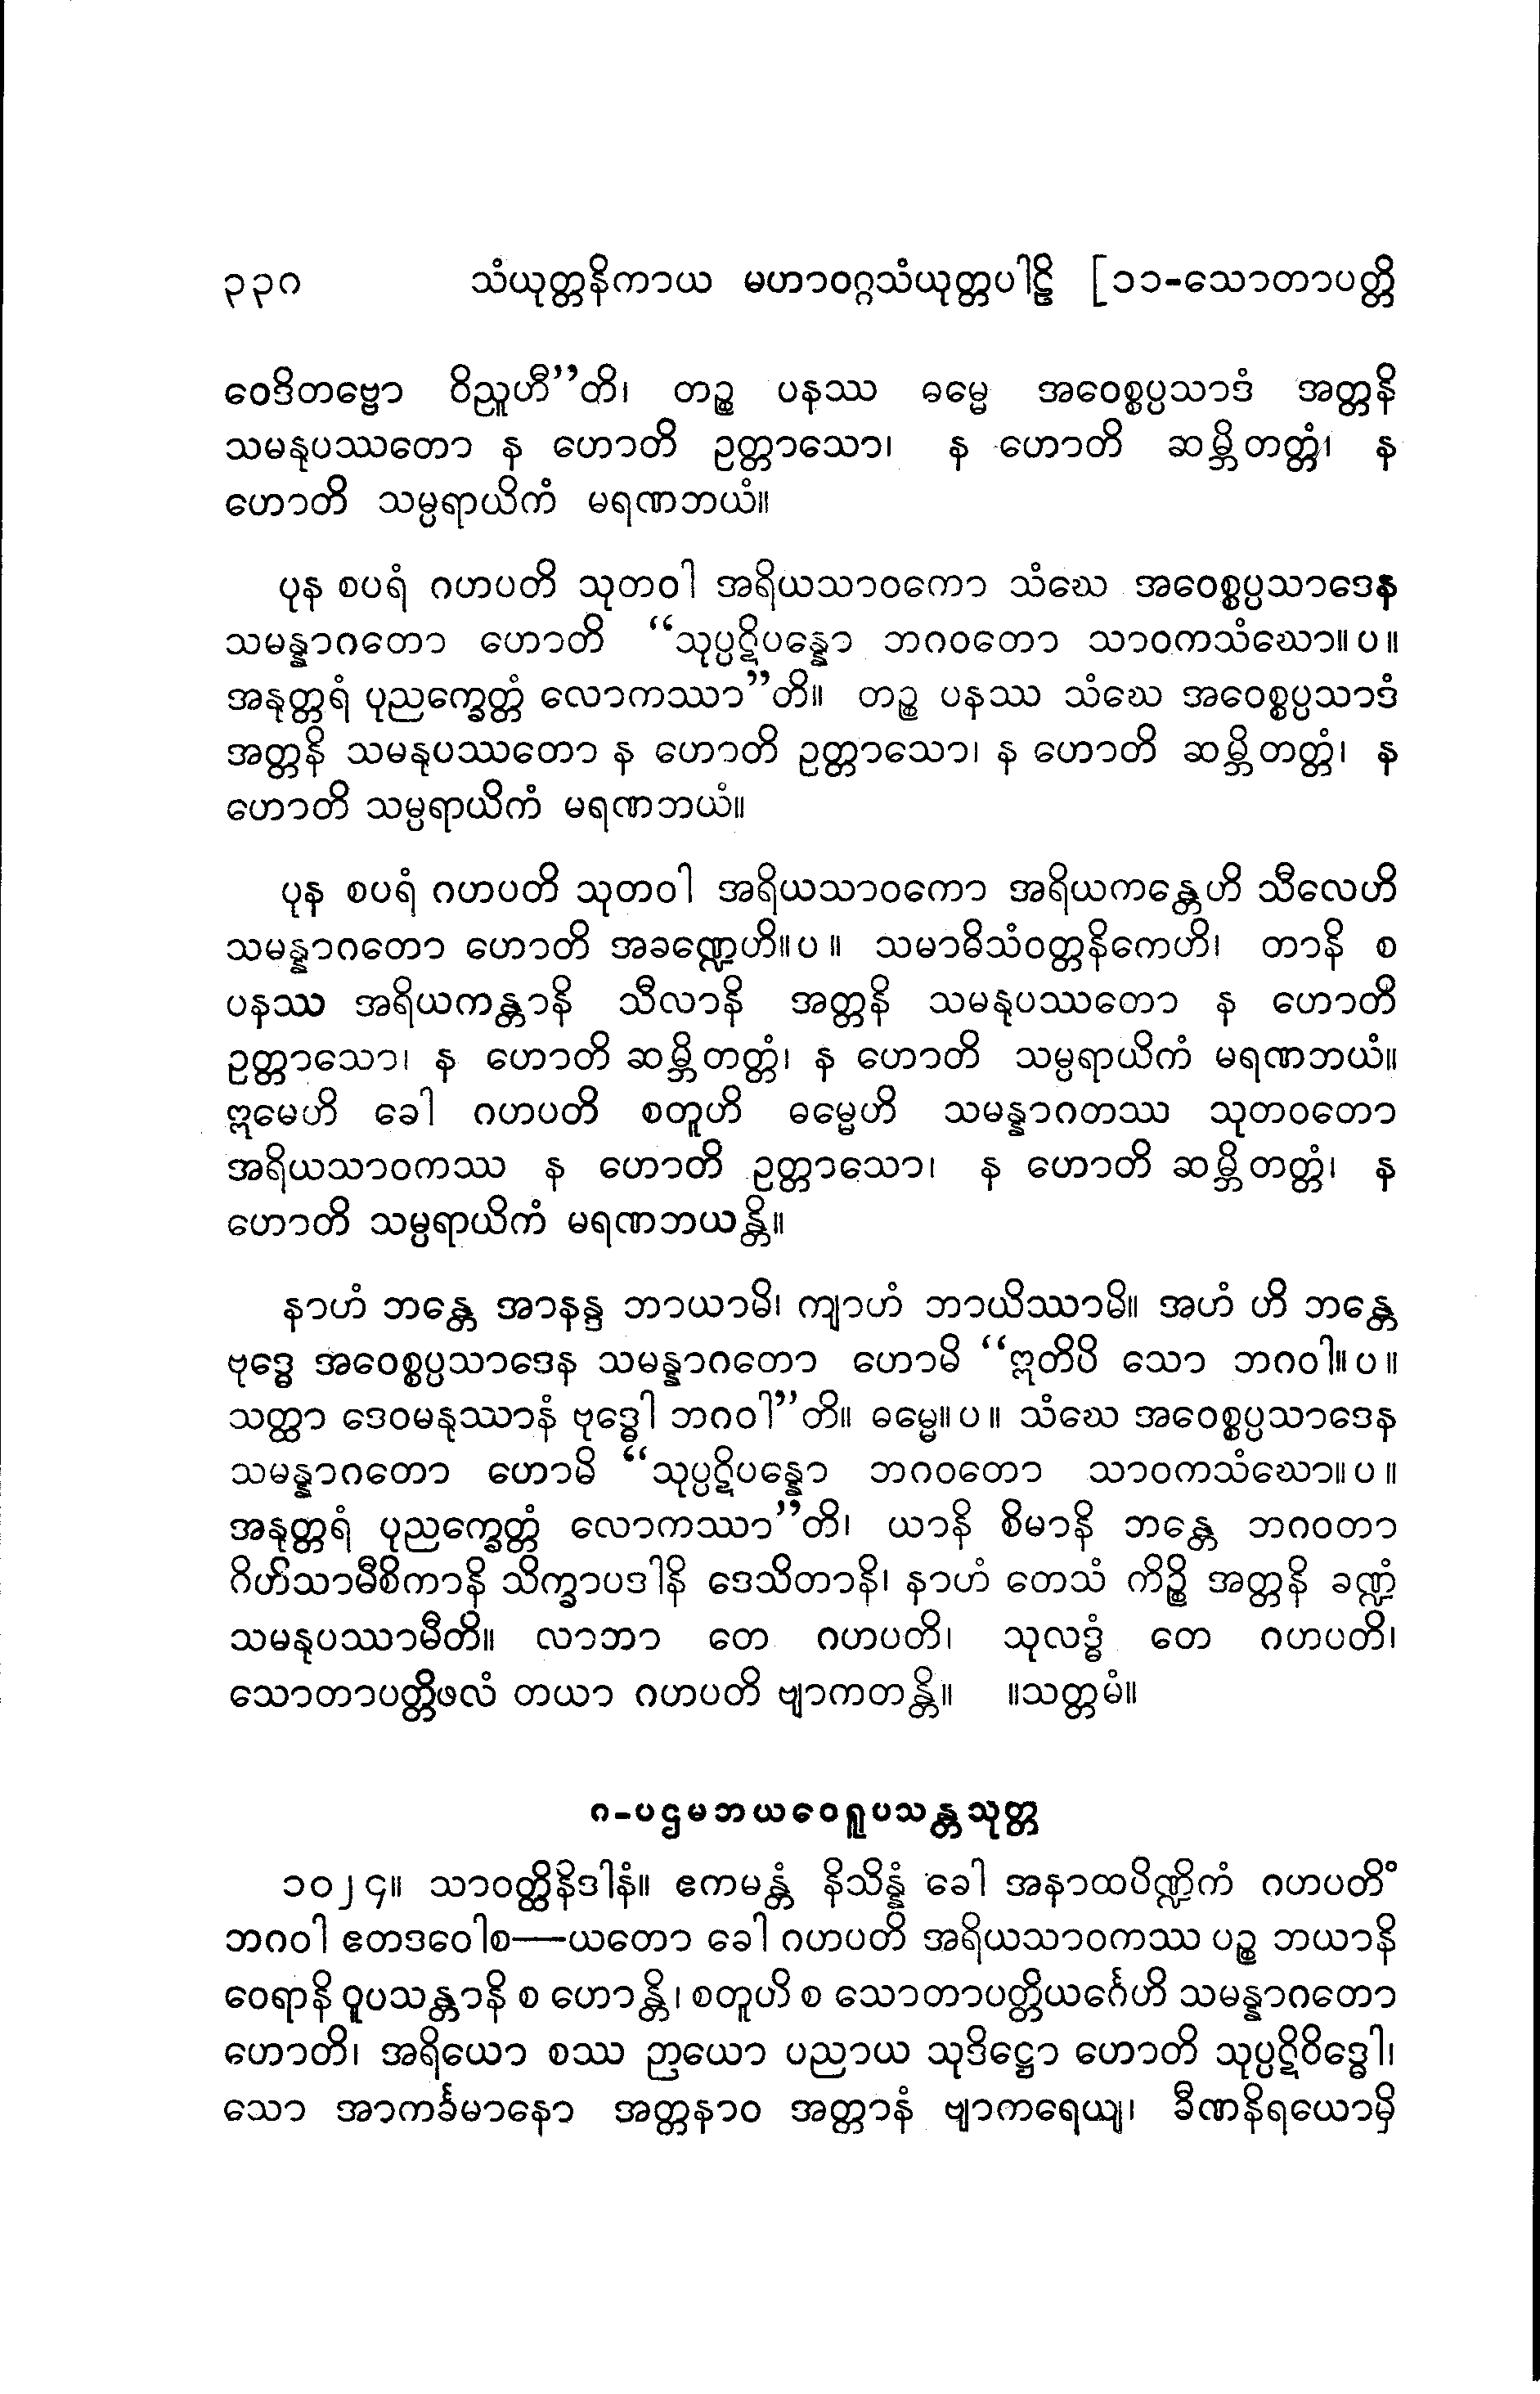 ၃၃၈ သံယုတ္တနိကာယ မဟာဝဂ္ဂသံယုတ္တပါဠိ [၁၁-သောတာပတ္တိ
ဝေဒိတဗ္ဗော ဝိညူဟီ”တိ၊ တဉ္စ ပနဿ ဓမ္မေ အဝေစ္စပ္ပသာဒံ အတ္တနိ
သမနုပဿတော န ဟောတိ ဥတ္တာသော၊ န ဟောတိ ဆမ္ဘိတတ္တံ၊ န
ဟောတိ သမ္ပရာယိကံ မရဏဘယံ။
ပုန စပရံ ဂဟပတိ သုတဝါ အရိယသာဝကော သံဃေ အဝေစ္စပ္ပသာဒေန
သမန္နာဂတော ဟောတိ “သုပ္ပဋိပန္နော ဘဂဝတော သာဝကသံဃော။ပ။
အနုတ္တရံ ပုညက္ခေတ္တံ လောကဿာ”တိ။ တဉ္စ ပနဿ သံဃေ အဝေစ္စပ္ပသာဒံ
အတ္တနိ သမနုပဿတော န ဟောတိ ဥတ္တာသော၊ န ဟောတိ ဆမ္ဘိတတ္တံ၊ န
ဟောတိ သမ္ပရာယိကံ မရဏဘယံ။
ပုန စပရံ ဂဟပတိ သုတဝါ အရိယသာဝကော အရိယကန္တေဟိ သီလေဟိ
သမန္နာဂတော ဟောတိ အခဏ္ဍေဟိ။ပ။ သမာဓိသံဝတ္တနိကေဟိ၊ တာနိ စ
ပနဿ အရိယကန္တာနိ သီလာနိ အတ္တနိ သမနုပဿတော န ဟောတိ
ဥတ္တာသော၊ န ဟောတိ ဆမ္ဘိတတ္တံ၊ န ဟောတိ သမ္ပရာယိကံ မရဏဘယံ။
ဣမေဟိ ခေါ ဂဟပတိ စတူဟိ ဓမ္မေဟိ သမန္နာဂတဿ သုတဝတော
အရိယသာဝကဿ န ဟောတိ ဥတ္တာသော၊ န ဟောတိ ဆမ္ဘိတတ္တံ၊ န
ဟောတိ သမ္ပရာယိကံ မရဏဘယန္တိ။
နာဟံ ဘန္တေ အာနန္ဒ ဘာယာမိ၊ ကျာဟံ ဘာယိဿာမိ။ အဟံ ဟိ ဘန္တေ
ဗုဒ္ဓေ အဝေစ္စပ္ပသာဒေန သမန္နာဂတော ဟောမိ “ဣတိပိ သော ဘဂဝါ။ပ။
သတ္ထာ ဒေဝမနုဿာနံ ဗုဒ္ဓေါ ဘဂဝါ”တိ။ ဓမ္မေ။ပ။ သံဃေ အဝေစ္စပ္ပသာဒေန
သမန္နာဂတော ဟောမိ “သုပ္ပဋိပန္နော ဘဂဝတော သာဝကသံဃော။ပ။
အနုတ္တရံ ပုညက္ခေတ္တံ လောကဿာ”တိ၊ ယာနိ စိမာနိ ဘန္တေ ဘဂဝတာ
ဂိဟိသာမီစိကာနိ သိက္ခာပဒါနိ ဒေသိတာနိ၊ နာဟံ တေသံ ကိဉ္စိ အတ္တနိ ခဏ္ဍံ
သမနုပဿာမီတိ။ လာဘာ တေ ဂဟပတိ၊ သုလဒ္ဓံ တေ ဂဟပတိ၊
သောတာပတ္တိဖလံ တယာ ဂဟပတိ ဗျာကတန္တိ။ ။သတ္တမံ။
၈-ပဌမဘယဝေရူပသန္တသုတ္တ
၁၀၂၄။ သာဝတ္ထိနိဒါနံ။ ဧကမန္တံ နိသိန္နံ ခေါ အနာထပိဏ္ဍိကံ ဂဟပတိံ
ဘဂဝါ ဧတဒဝေါစ—ယတော ခေါ ဂဟပတိ အရိယသာဝကဿ ပဉ္စ ဘယာနိ
ဝေရာနိ ဝူပသန္တာနိ စ ဟောန္တိ၊ စတူဟိ စ သောတာပတ္တိယင်္ဂေဟိ သမန္နာဂတော
ဟောတိ၊ အရိယော စဿ ဉာယော ပညာယ သုဒိဋ္ဌော ဟောတိ သုပ္ပဋိဝိဒ္ဓေါ၊
သော အာကင်္ခမာနော အတ္တနာဝ အတ္တာနံ ဗျာကရေယျ၊ ခီဏနိရယောမှိ